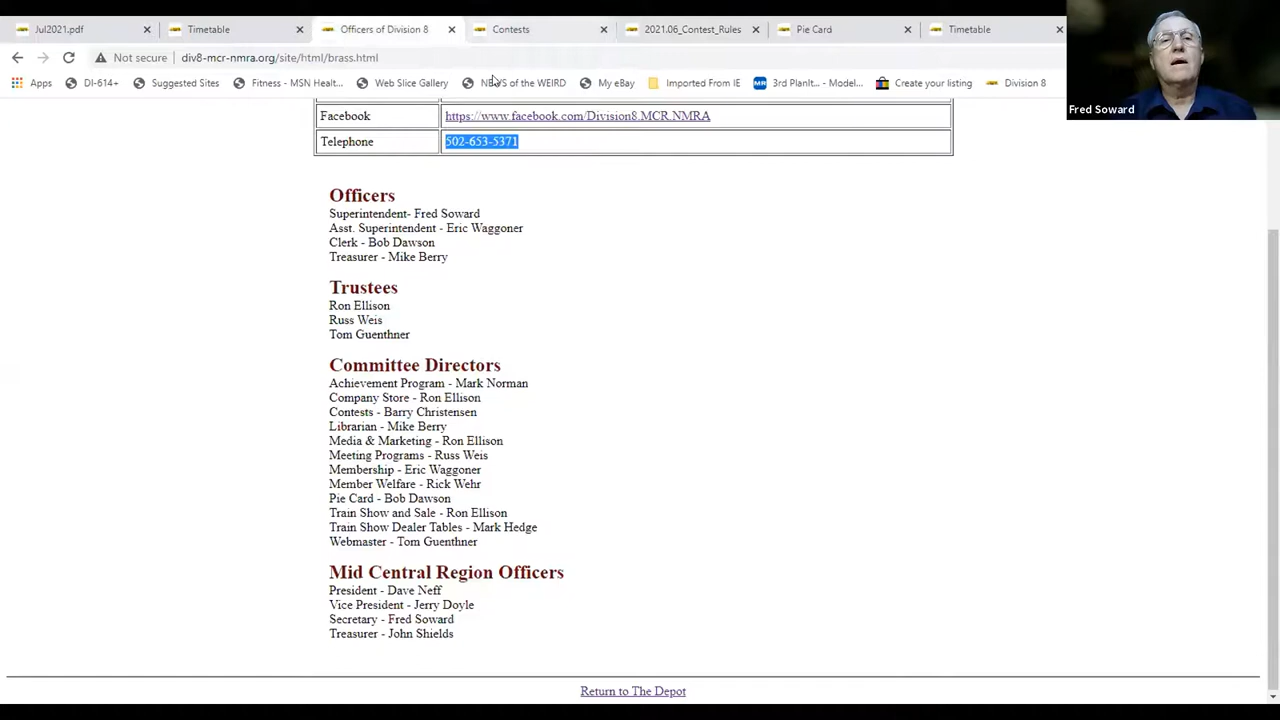 Jul2021.pdf
Timetable
Officers of Division 8
Contests
2021.06_Contest_Rules
Pie Card
Timetable
Not secure
div8-mcr-nmra.org/site/html/brass.html
Apps
DI-614+
Suggested Sites
Fitness - MSN Healt...
Web Slice Gallery
NEWS of the WEIRD
My eBay
Imported From IE
MR 3rd PlanIt - Model...
Create your listing
Division 8
Fred Soward
Facebook https://www.facebook.com/Division8.MCR.NMRA
Telephone 502-653-5371
Officers
Superintendent- Fred Soward
Asst. Superintendent - Eric Waggoner
Clerk - Bob Dawson
Treasurer - Mike Berry
Trustees
Ron Ellison
Russ Weis
Tom Guenthner
Committee Directors
Achievement Program - Mark Norman
Company Store - Ron Ellison
Contests - Barry Christensen
Librarian - Mike Berry
Media & Marketing - Ron Ellison
Meeting Programs - Russ Weis
Membership - Eric Waggoner
Member Welfare - Rick Wehr
Pie Card - Bob Dawson
Train Show and Sale - Ron Ellison
Train Show Dealer Tables - Mark Hedge
Webmaster - Tom Guenthner
Mid Central Region Officers
President - Dave Neff
Vice President - Jerry Doyle
Secretary - Fred Soward
Treasurer - John Shields
Return to The Depot